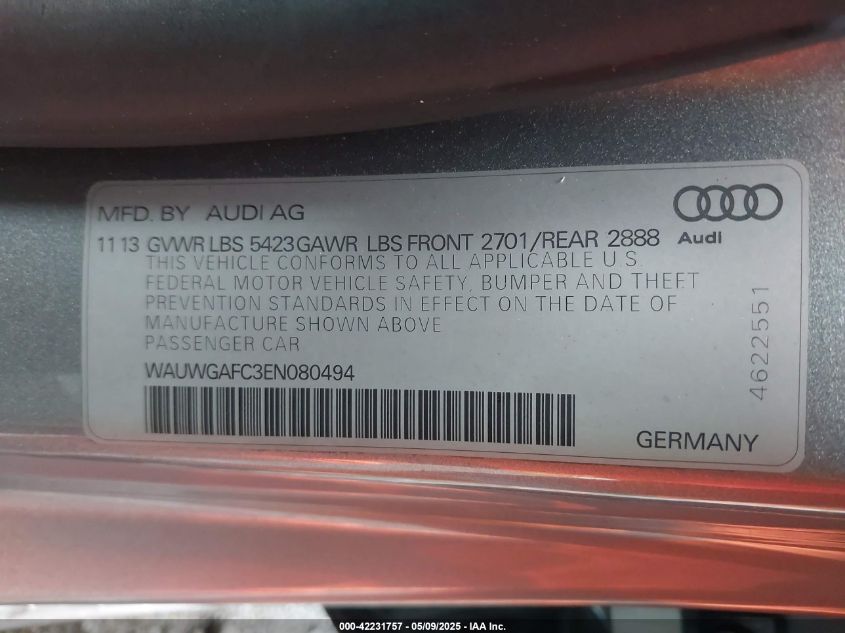 MFD. BY AUDI AG
11 13 GVWR LBS 5423 GAWR LBS FRONT 2701/REAR 2888
Audi
THIS VEHICLE CONFORMS TO ALL APPLICABLE U S
FEDERAL MOTOR VEHICLE SAFETY, BUMPER AND THEFT
PREVENTION STANDARDS IN EFFECT ON THE DATE OF
MANUFACTURE SHOWN ABOVE
PASSENGER CAR
WAUWGAFC3EN080494
4622551
GERMANY
000-42231757 - 05/09/2025 - IAA Inc.